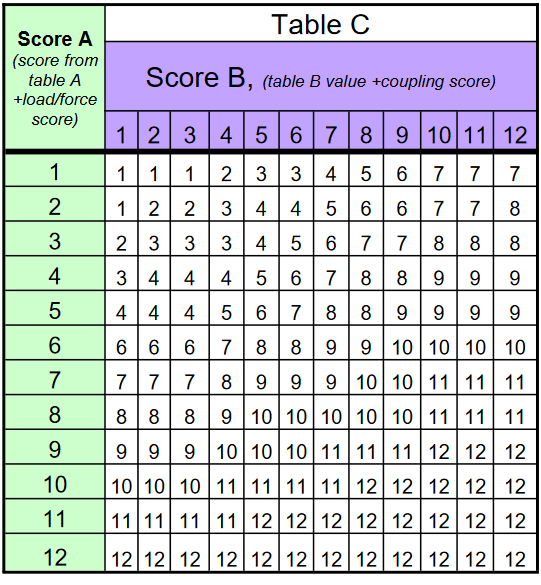 Table C
Score A
(score from
table A
+load/force
score)
Score B, (table B value +coupling score)
1 2 3 4 5 6 7 8 9 10 11 12
1 1 1 1 2 3 3 4 5 6 7 7 7
2 1 2 2 3 4 4 5 6 6 7 7 8
3 2 3 3 3 4 5 6 7 7 8 8 8
4 3 4 4 4 5 6 7 8 8 9 9 9
5 4 4 4 5 6 7 8 8 9 9 9 9
6 6 6 6 7 8 8 9 9 10 10 10 10
7 7 7 7 8 9 9 9 10 10 11 11 11
8 8 8 8 9 10 10 10 10 10 11 11 11
9 9 9 9 10 10 10 11 11 11 12 12 12
10 10 10 10 11 11 11 11 12 12 12 12 12
11 11 11 11 11 12 12 12 12 12 12 12 12
12 12 12 12 12 12 12 12 12 12 12 12 12